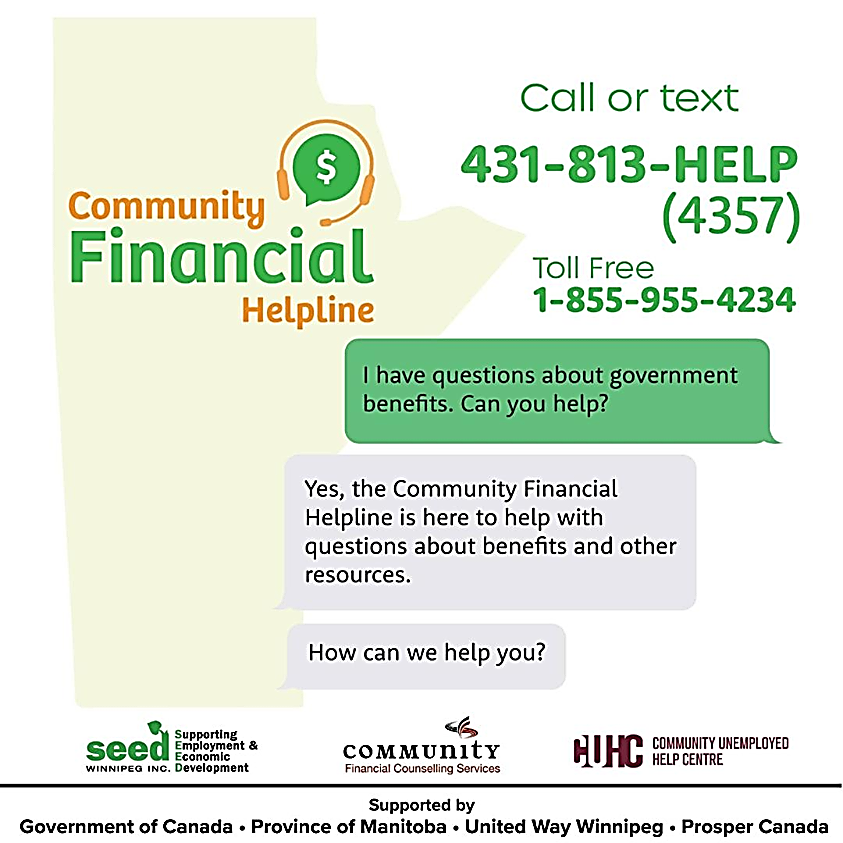 Call or text
431-813-HELP
(4357)
Toll Free
1-855-955-4234
$
Community
Financial
Helpline
I have questions about government
benefits. Can you help?
Yes, the Community Financial
Helpline is here to help with
questions about benefits and other
resources.
How can we help you?
seed
WINNIPEG INC.
Supporting
Employment &
Economic
Development
COMMUNITY
Financial Counselling Services
CUHC
COMMUNITY UNEMPLOYED
HELP CENTRE
Supported by
Government of Canada • Province of Manitoba • United Way Winnipeg • Prosper Canada